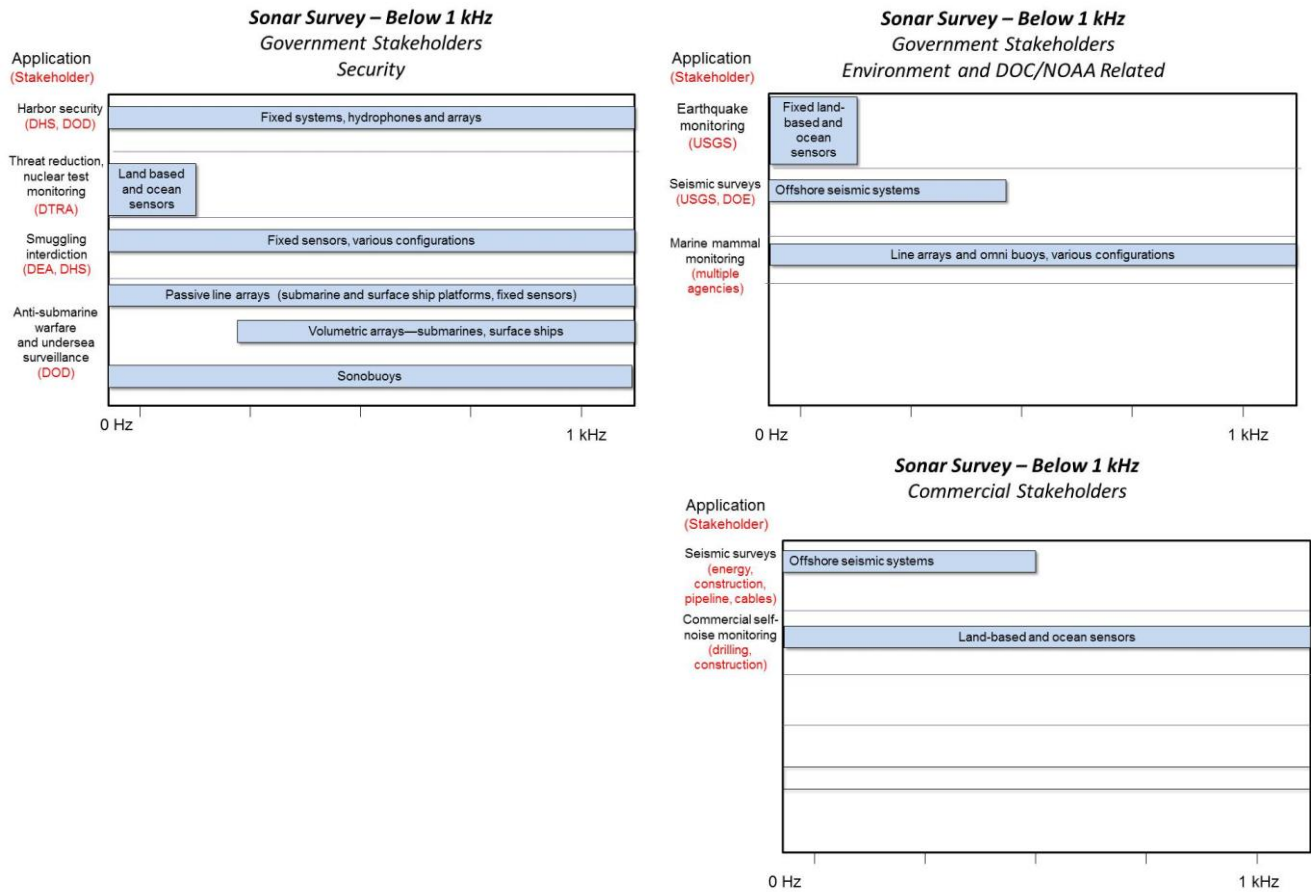 Sonar Survey – Below 1 kHz
Government Stakeholders
Security
Application
(Stakeholder)
Harbor security
(DHS, DOD)
Fixed systems, hydrophones and arrays
Threat reduction,
nuclear test
monitoring
(DTRA)
Land based
and ocean
sensors
Smuggling
interdiction
(DEA, DHS)
Fixed sensors, various configurations
Passive line arrays (submarine and surface ship platforms, fixed sensors)
Anti-submarine
warfare
and undersea
surveillance
(DOD)
Volumetric arrays—submarines, surface ships
Sonobuoys
0 Hz
1 kHz
Sonar Survey – Below 1 kHz
Government Stakeholders
Environment and DOC/NOAA Related
Application
(Stakeholder)
Earthquake
monitoring
(USGS)
Fixed land-
based and
ocean
sensors
Seismic surveys
(USGS, DOE)
Offshore seismic systems
Marine mammal
monitoring
(multiple
agencies)
Line arrays and omni buoys, various configurations
0 Hz
1 kHz
Sonar Survey – Below 1 kHz
Commercial Stakeholders
Application
(Stakeholder)
Seismic surveys
(energy,
construction,
pipeline, cables)
Offshore seismic systems
Commercial self-
noise monitoring
(drilling,
construction)
Land-based and ocean sensors
0 Hz
1 kHz